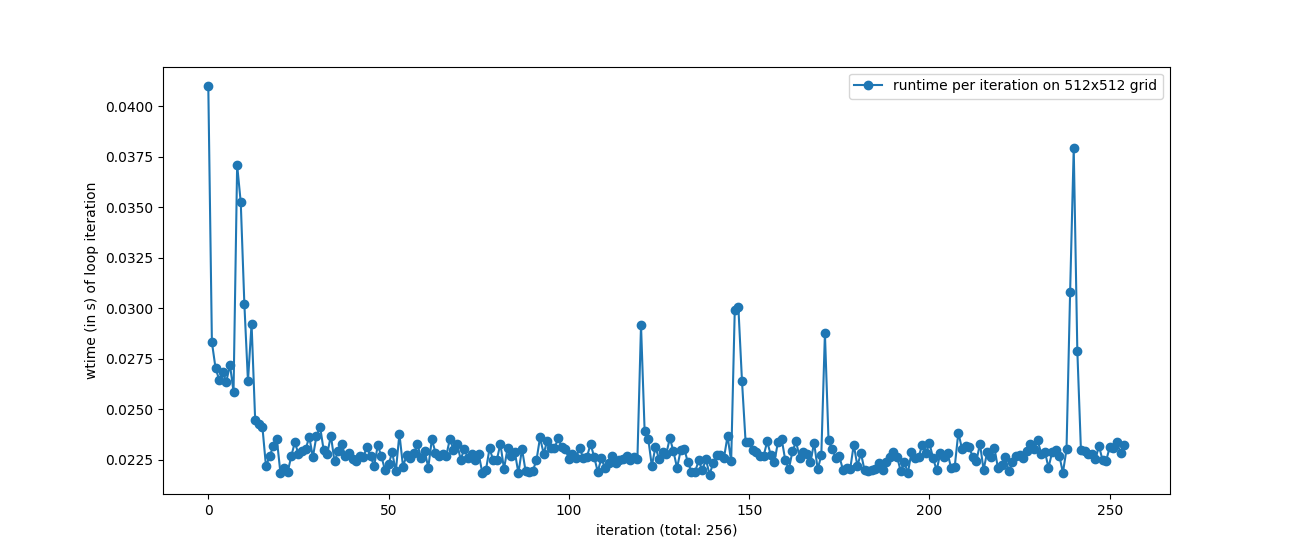 runtime per iteration on 512x512 grid
0.0400
0.0375
0.0350
0.0325
0.0300
0.0275
0.0250
0.0225
wtime (in s) of loop iteration
0 50 100 150 200 250
iteration (total: 256)